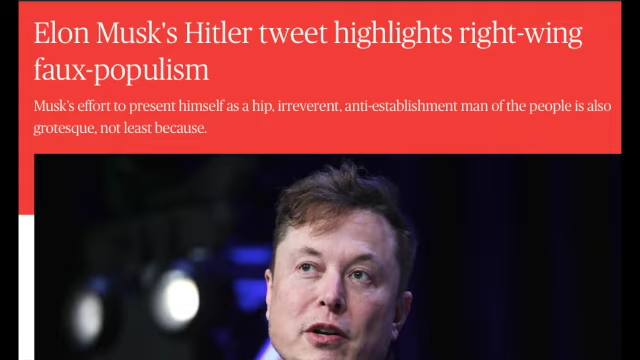 Elon Musk's Hitler tweet highlights right-wing
faux-populism
Musk's effort to present himself as a hip, irreverent, anti-establishment man of the people is also
grotesque, not least because.